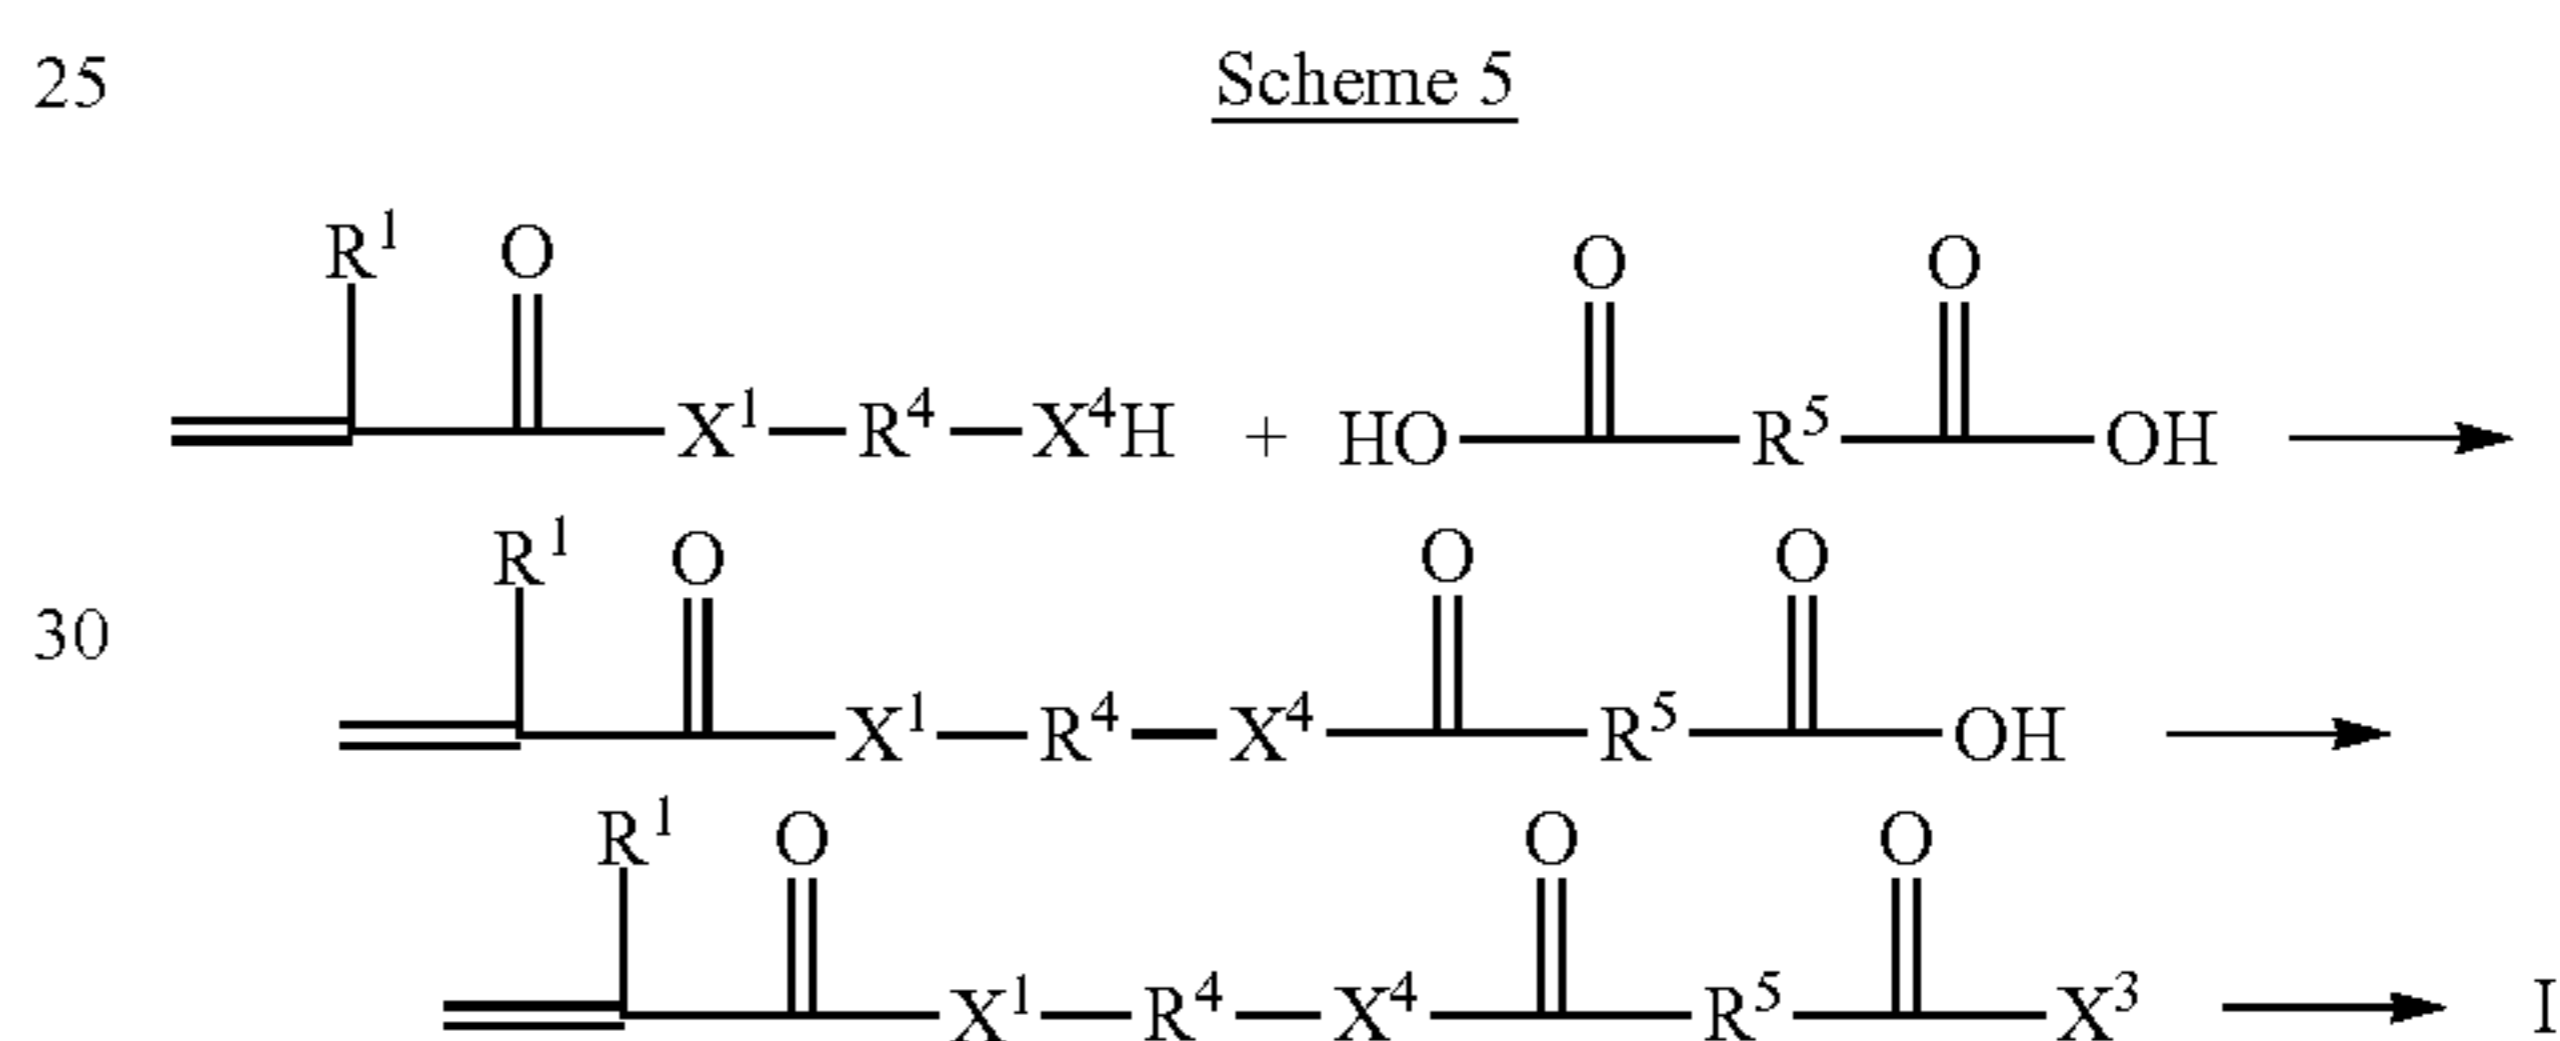 25 Scheme 5
R¹ O O O
X¹ R⁴ X⁴H + HO R⁵ OH
R¹ O O O
30
X¹ R⁴ X⁴ R⁵ OH
R¹ O O O
X¹ R⁴ X⁴ R⁵ X³ I